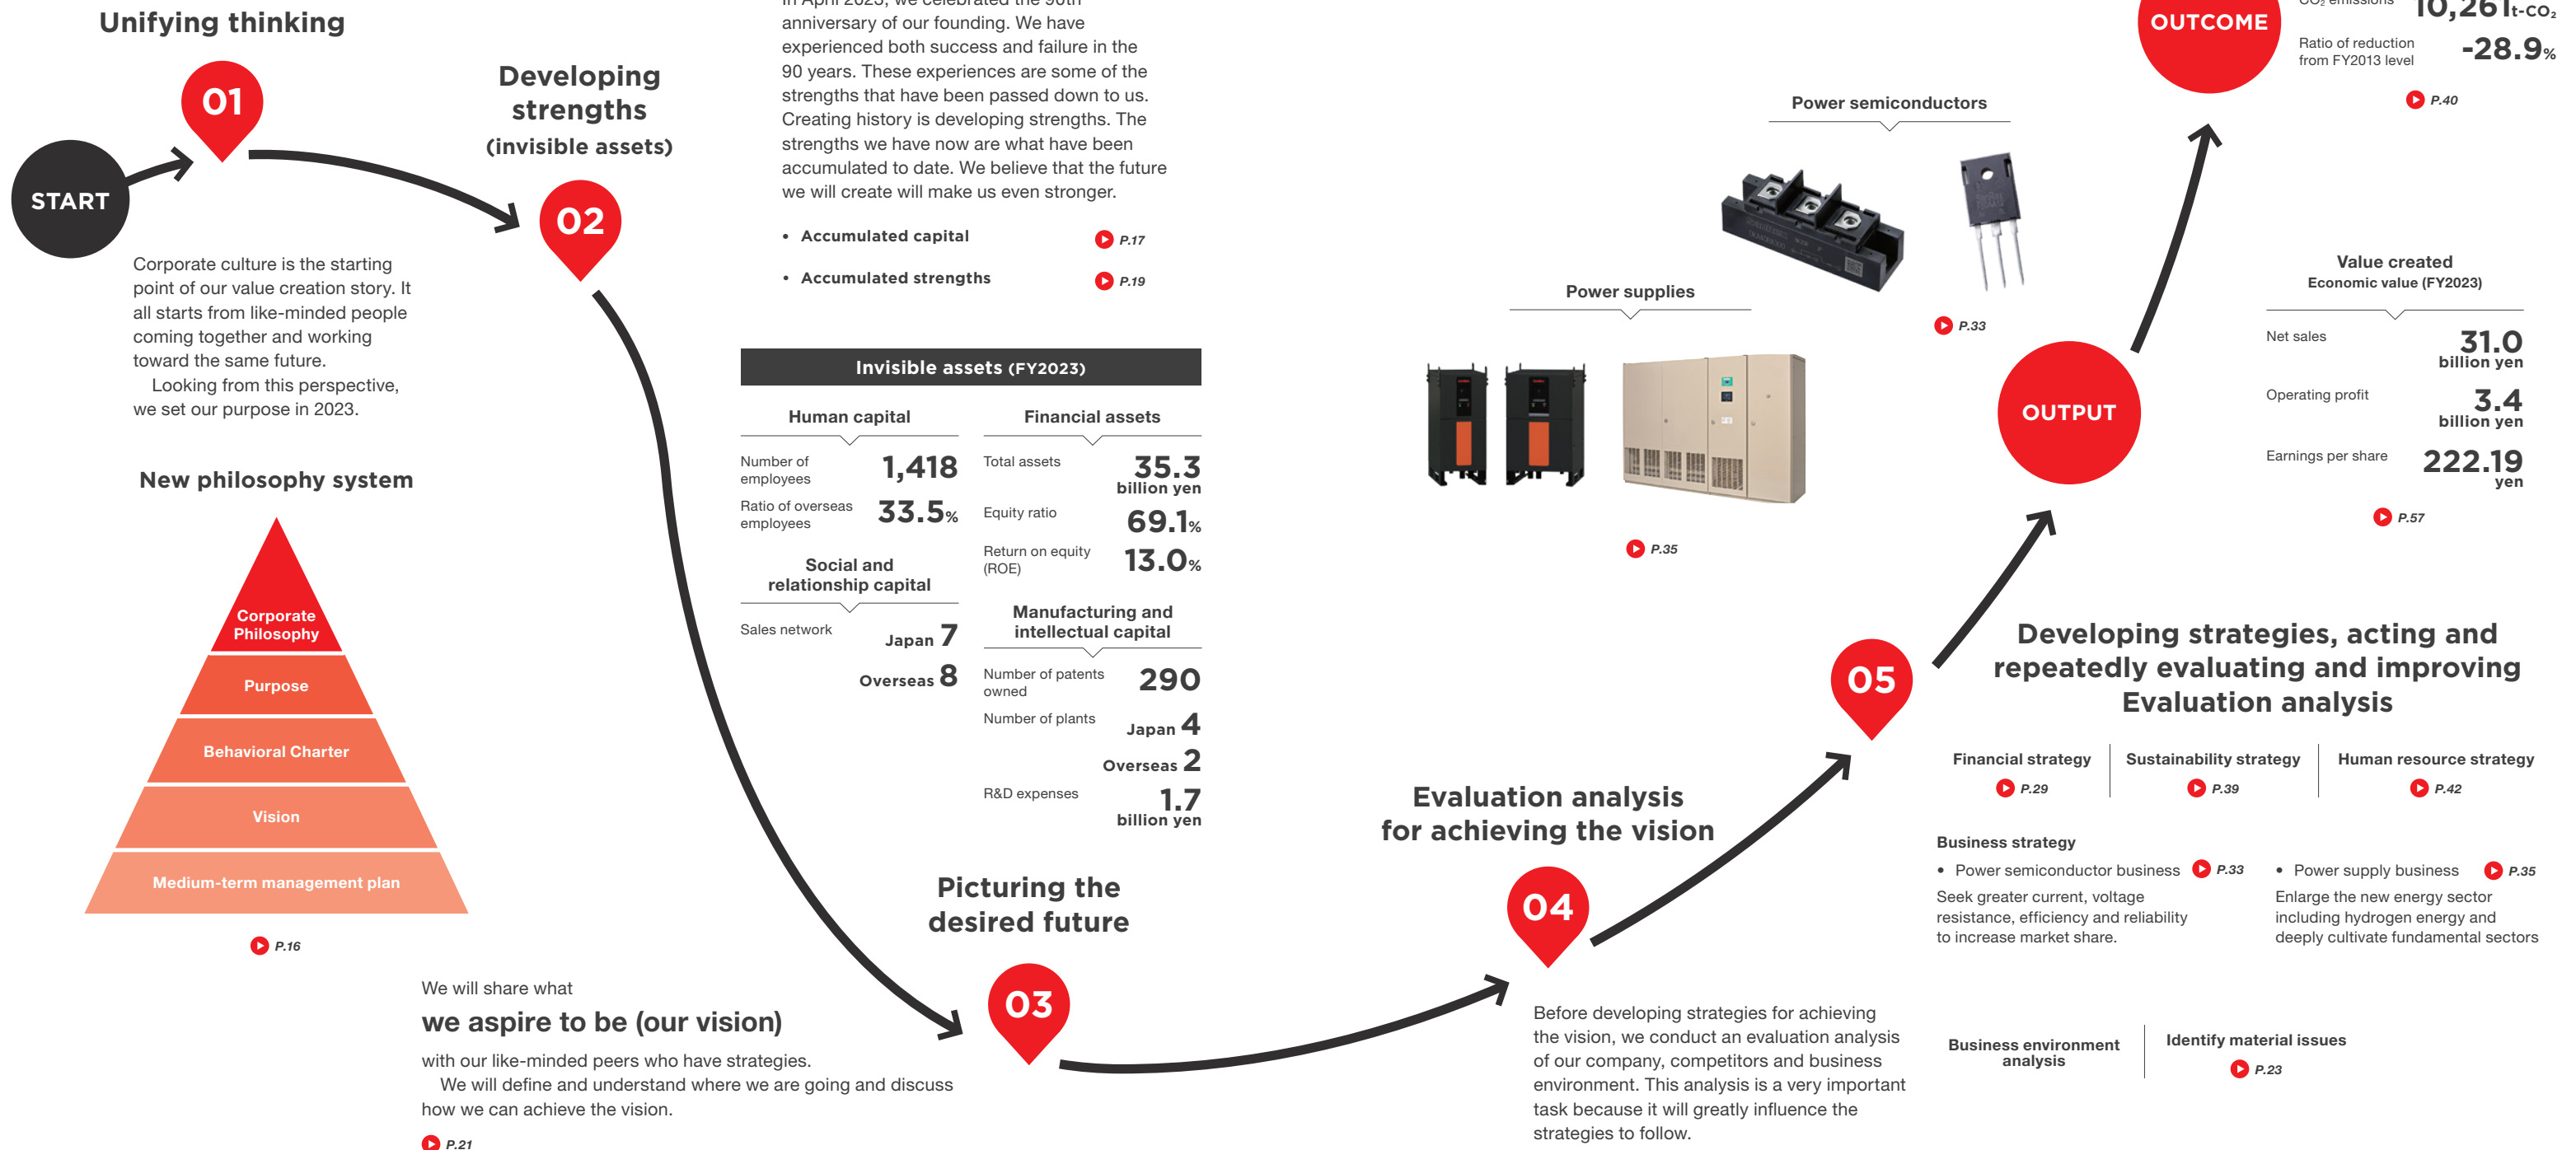 Unifying thinking
01
START
Corporate culture is the starting
point of our value creation story. It
all starts from like-minded people
coming together and working
toward the same future.
Looking from this perspective,
we set our purpose in 2023.
New philosophy system
Corporate
Philosophy
Purpose
Behavioral Charter
Vision
Medium-term management plan
P.16
Developing
strengths
(invisible assets)
02
In April 2023, we celebrated the 90th
anniversary of our founding. We have
experienced both success and failure in the
90 years. These experiences are some of the
strengths that have been passed down to us.
Creating history is developing strengths. The
strengths we have now are what have been
accumulated to date. We believe that the future
we will create will make us even stronger.
• Accumulated capital P.17
• Accumulated strengths P.19
Invisible assets (FY2023)
Human capital
Number of
employees
1,418
Ratio of overseas
employees
33.5%
Social and
relationship capital
Sales network
Japan 7
Overseas 8
Financial assets
Total assets
35.3
billion yen
Equity ratio
69.1%
Return on equity
(ROE)
13.0%
Manufacturing and
intellectual capital
Number of patents
owned
290
Number of plants
Japan 4
Overseas 2
R&D expenses
1.7
billion yen
Picturing the
desired future
03
We will share what
we aspire to be (our vision)
with our like-minded peers who have strategies.
We will define and understand where we are going and discuss
how we can achieve the vision.
P.21
Evaluation analysis
for achieving the vision
04
Before developing strategies for achieving
the vision, we conduct an evaluation analysis
of our company, competitors and business
environment. This analysis is a very important
task because it will greatly influence the
strategies to follow.
Business environment
analysis
Identify material issues
P.23
05
Developing strategies, acting and
repeatedly evaluating and improving
Evaluation analysis
Financial strategy
P.29
Sustainability strategy
P.39
Human resource strategy
P.42
Business strategy
• Power semiconductor business P.33
Seek greater current, voltage
resistance, efficiency and reliability
to increase market share.
• Power supply business P.35
Enlarge the new energy sector
including hydrogen energy and
deeply cultivate fundamental sectors
Power supplies
P.35
Power semiconductors
P.33
OUTPUT
Value created
Economic value (FY2023)
Net sales
31.0
billion yen
Operating profit
3.4
billion yen
Earnings per share
222.19
yen
P.57
OUTCOME
CO₂ emissions
10,261t-CO₂
Ratio of reduction
from FY2013 level
-28.9%
P.40